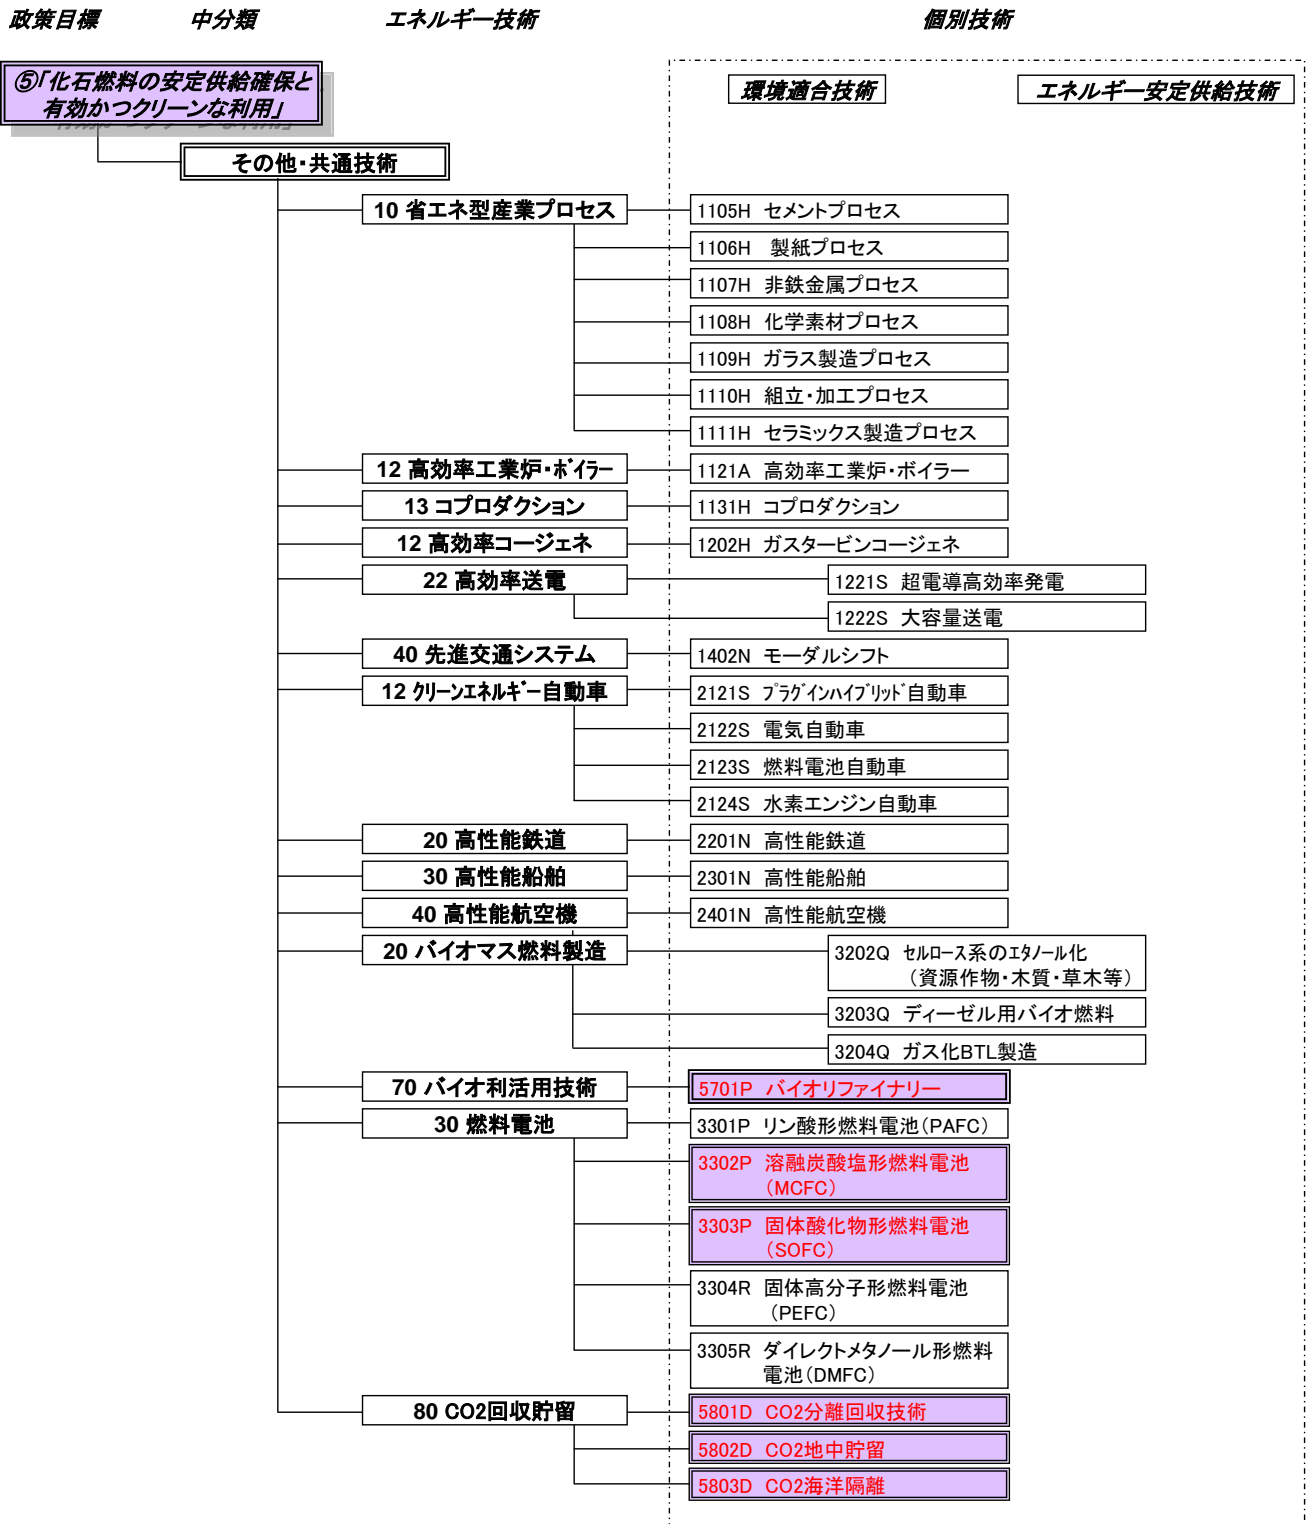 政策目標 中分類 エネルギー技術 個別技術
⑤「化石燃料の安定供給確保と
有効かつクリーンな利用」
環境適合技術 エネルギー安定供給技術
その他・共通技術
10 省エネ型産業プロセス 1105H セメントプロセス
1106H 製紙プロセス
1107H 非鉄金属プロセス
1108H 化学素材プロセス
1109H ガラス製造プロセス
1110H 組立・加工プロセス
1111H セラミックス製造プロセス
12 高効率工業炉・ボイラー 1121A 高効率工業炉・ボイラー
13 コプロダクション 1131H コプロダクション
12 高効率コージェネ 1202H ガスタービンコージェネ
22 高効率送電 1221S 超電導高効率発電
1222S 大容量送電
40 先進交通システム 1402N モーダルシフト
12 クリーンエネルギー自動車 2121S プラグインハイブリッド自動車
2122S 電気自動車
2123S 燃料電池自動車
2124S 水素エンジン自動車
20 高性能鉄道 2201N 高性能鉄道
30 高性能船舶 2301N 高性能船舶
40 高性能航空機 2401N 高性能航空機
20 バイオマス燃料製造 3202Q セルロース系のエタノール化
（資源作物・木質・草木等）
3203Q ディーゼル用バイオ燃料
3204Q ガス化BTL製造
70 バイオ利活用技術 5701P バイオリファイナリー
30 燃料電池 3301P リン酸形燃料電池（PAFC）
3302P 溶融炭酸塩形燃料電池
（MCFC）
3303P 固体酸化物形燃料電池
（SOFC）
3304R 固体高分子形燃料電池
（PEFC）
3305R ダイレクトメタノール形燃料
電池（DMFC）
80 CO2回収貯留 5801D CO2分離回収技術
5802D CO2地中貯留
5803D CO2海洋隔離